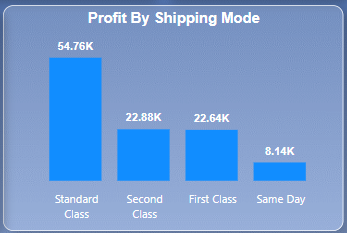 Profit By Shipping Mode
54.76K
22.88K
22.64K
8.14K
Standard
Class
Second
Class
First Class
Same Day